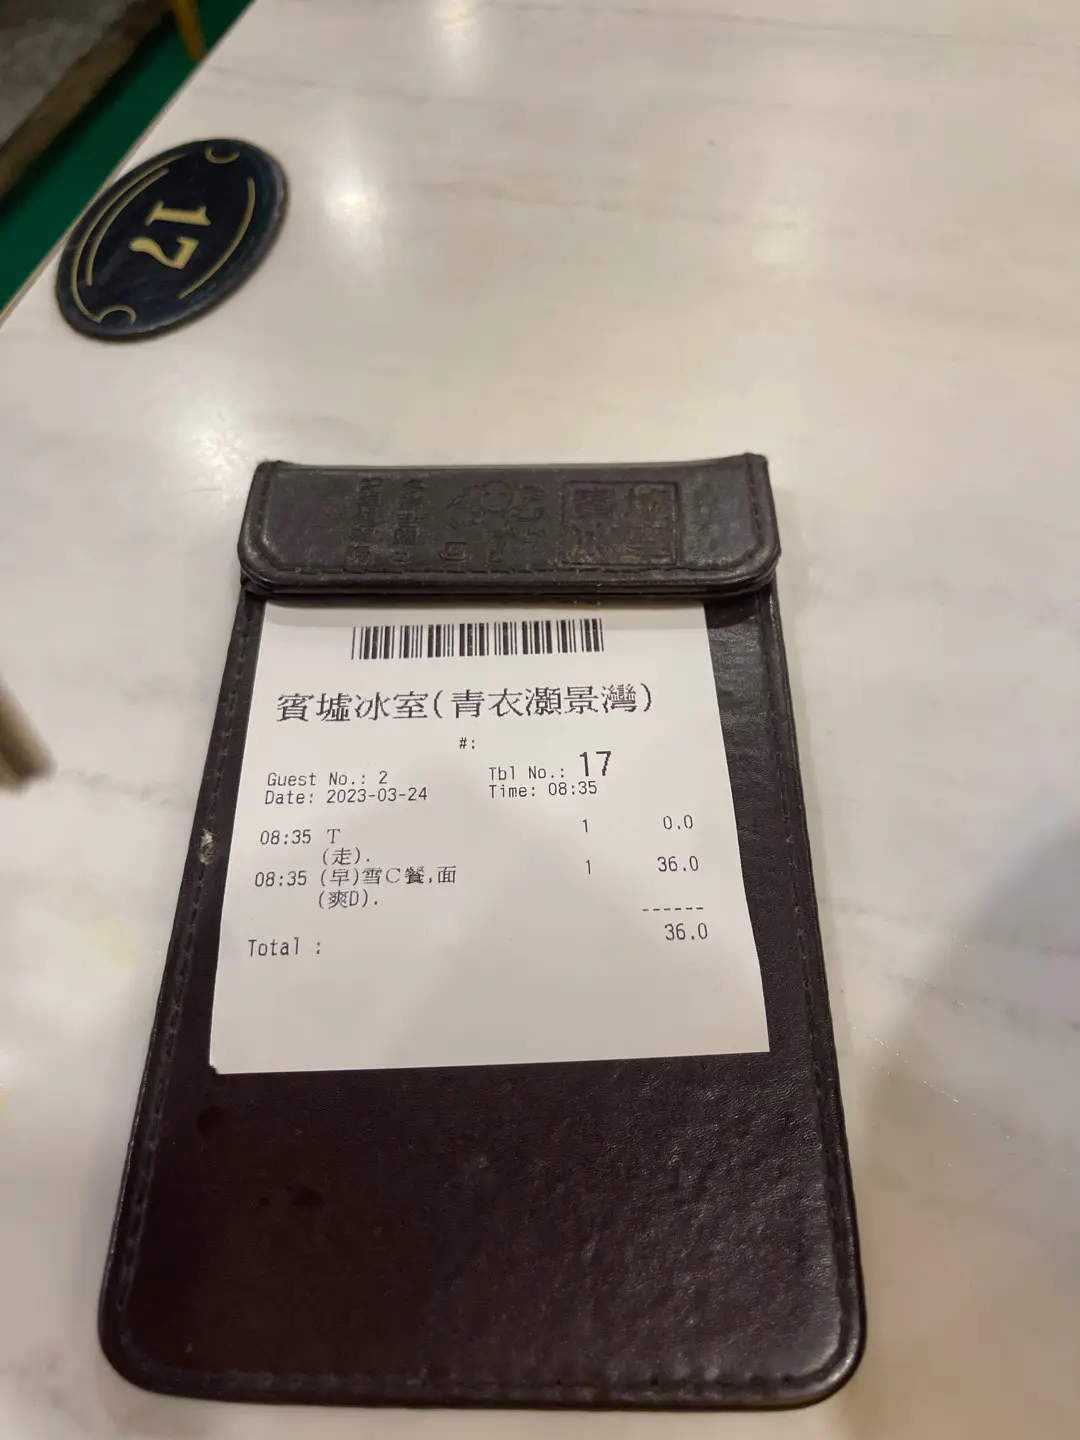 17
賓墟冰室(青衣灝景灣)
#:
Guest No.: 2 Tbl No.: 17
Date: 2023-03-24 Time: 08:35
08:35 T 1 0.0
(走).
08:35 (早)雪C餐,面 1 36.0
(爽D).
------
Total : 36.0